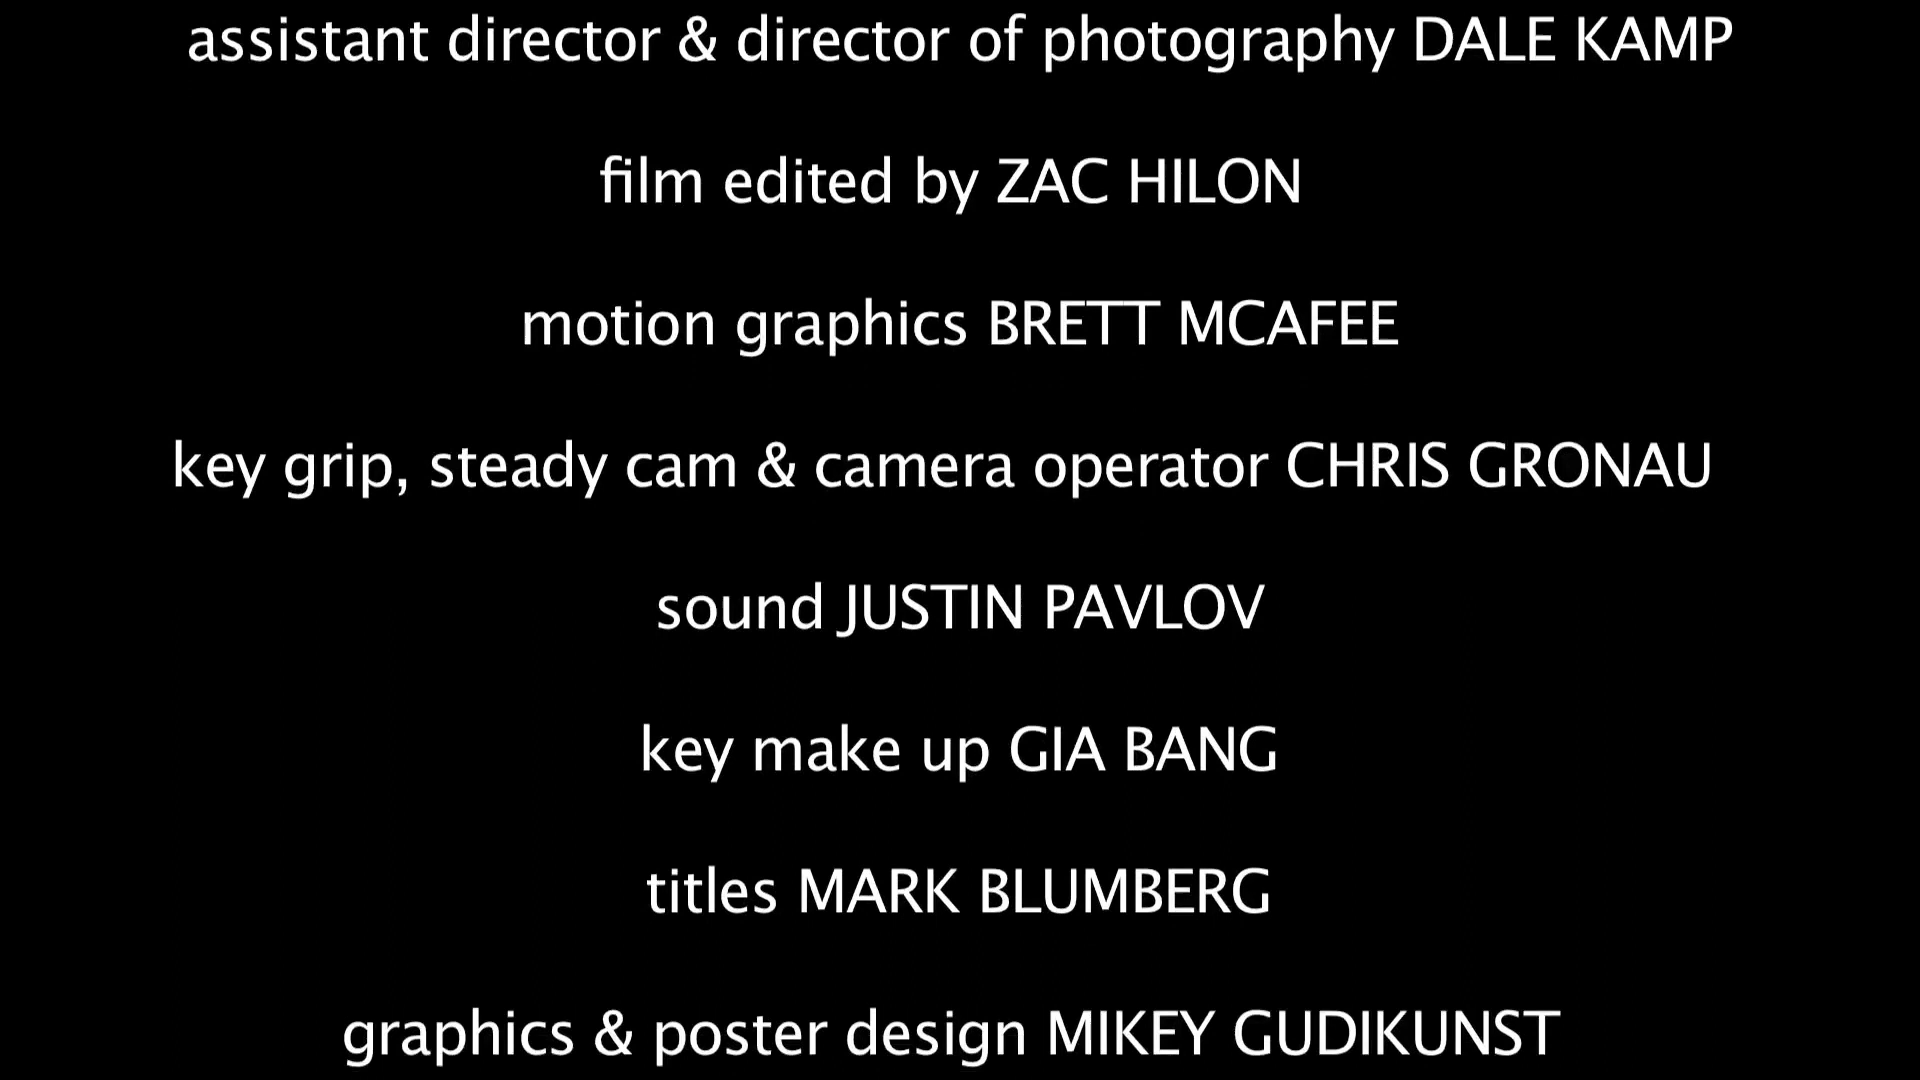 assistant director & director of photography DALE KAMP
film edited by ZAC HILON
motion graphics BRETT MCAFEE
key grip, steady cam & camera operator CHRIS GRONAU
sound JUSTIN PAVLOV
key make up GIA BANG
titles MARK BLUMBERG
graphics & poster design MIKEY GUDIKUNST